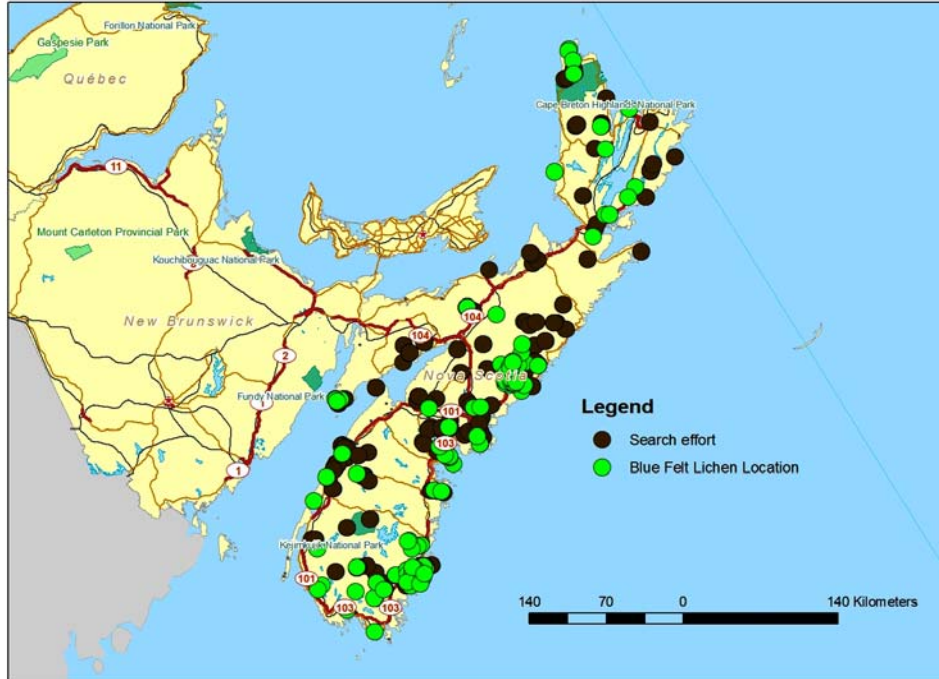 Forillon National Park
Gaspesie Park
Québec
Cape Breton Highland National Park
11
Mount Carleton Provincial Park
Kouchibouguac National Park
8
New Brunswick
104
104
2
Nova Scotia
Fundy National Park
1
101
Legend
103
Search effort
1
Blue Felt Lichen Location
Kejimkujik National Park
101
103
103
140 70 0 140 Kilometers